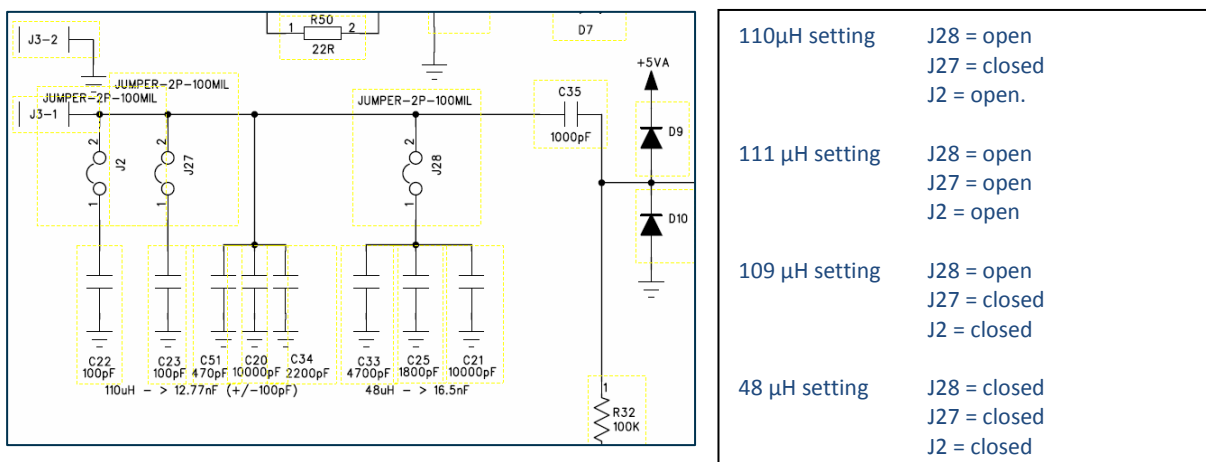 R50
1
2
22R
D7
J3-2
JUMPER-2P-100MIL
JUMPER-2P-100MIL
JUMPER-2P-100MIL
J3-1
+5VA
C35
1000pF
D9
2
J2
1
2
J27
1
2
J28
1
D10
C22
100pF
C23
100pF
C51
470pF
C20
10000pF
C34
2200pF
C33
4700pF
C25
1800pF
C21
10000pF
110uH - > 12.77nF (+/-100pF)
48uH - > 16.5nF
1
R32
100K
110µH setting J28 = open
J27 = closed
J2 = open.
111 µH setting J28 = open
J27 = open
J2 = open
109 µH setting J28 = open
J27 = closed
J2 = closed
48 µH setting J28 = closed
J27 = closed
J2 = closed